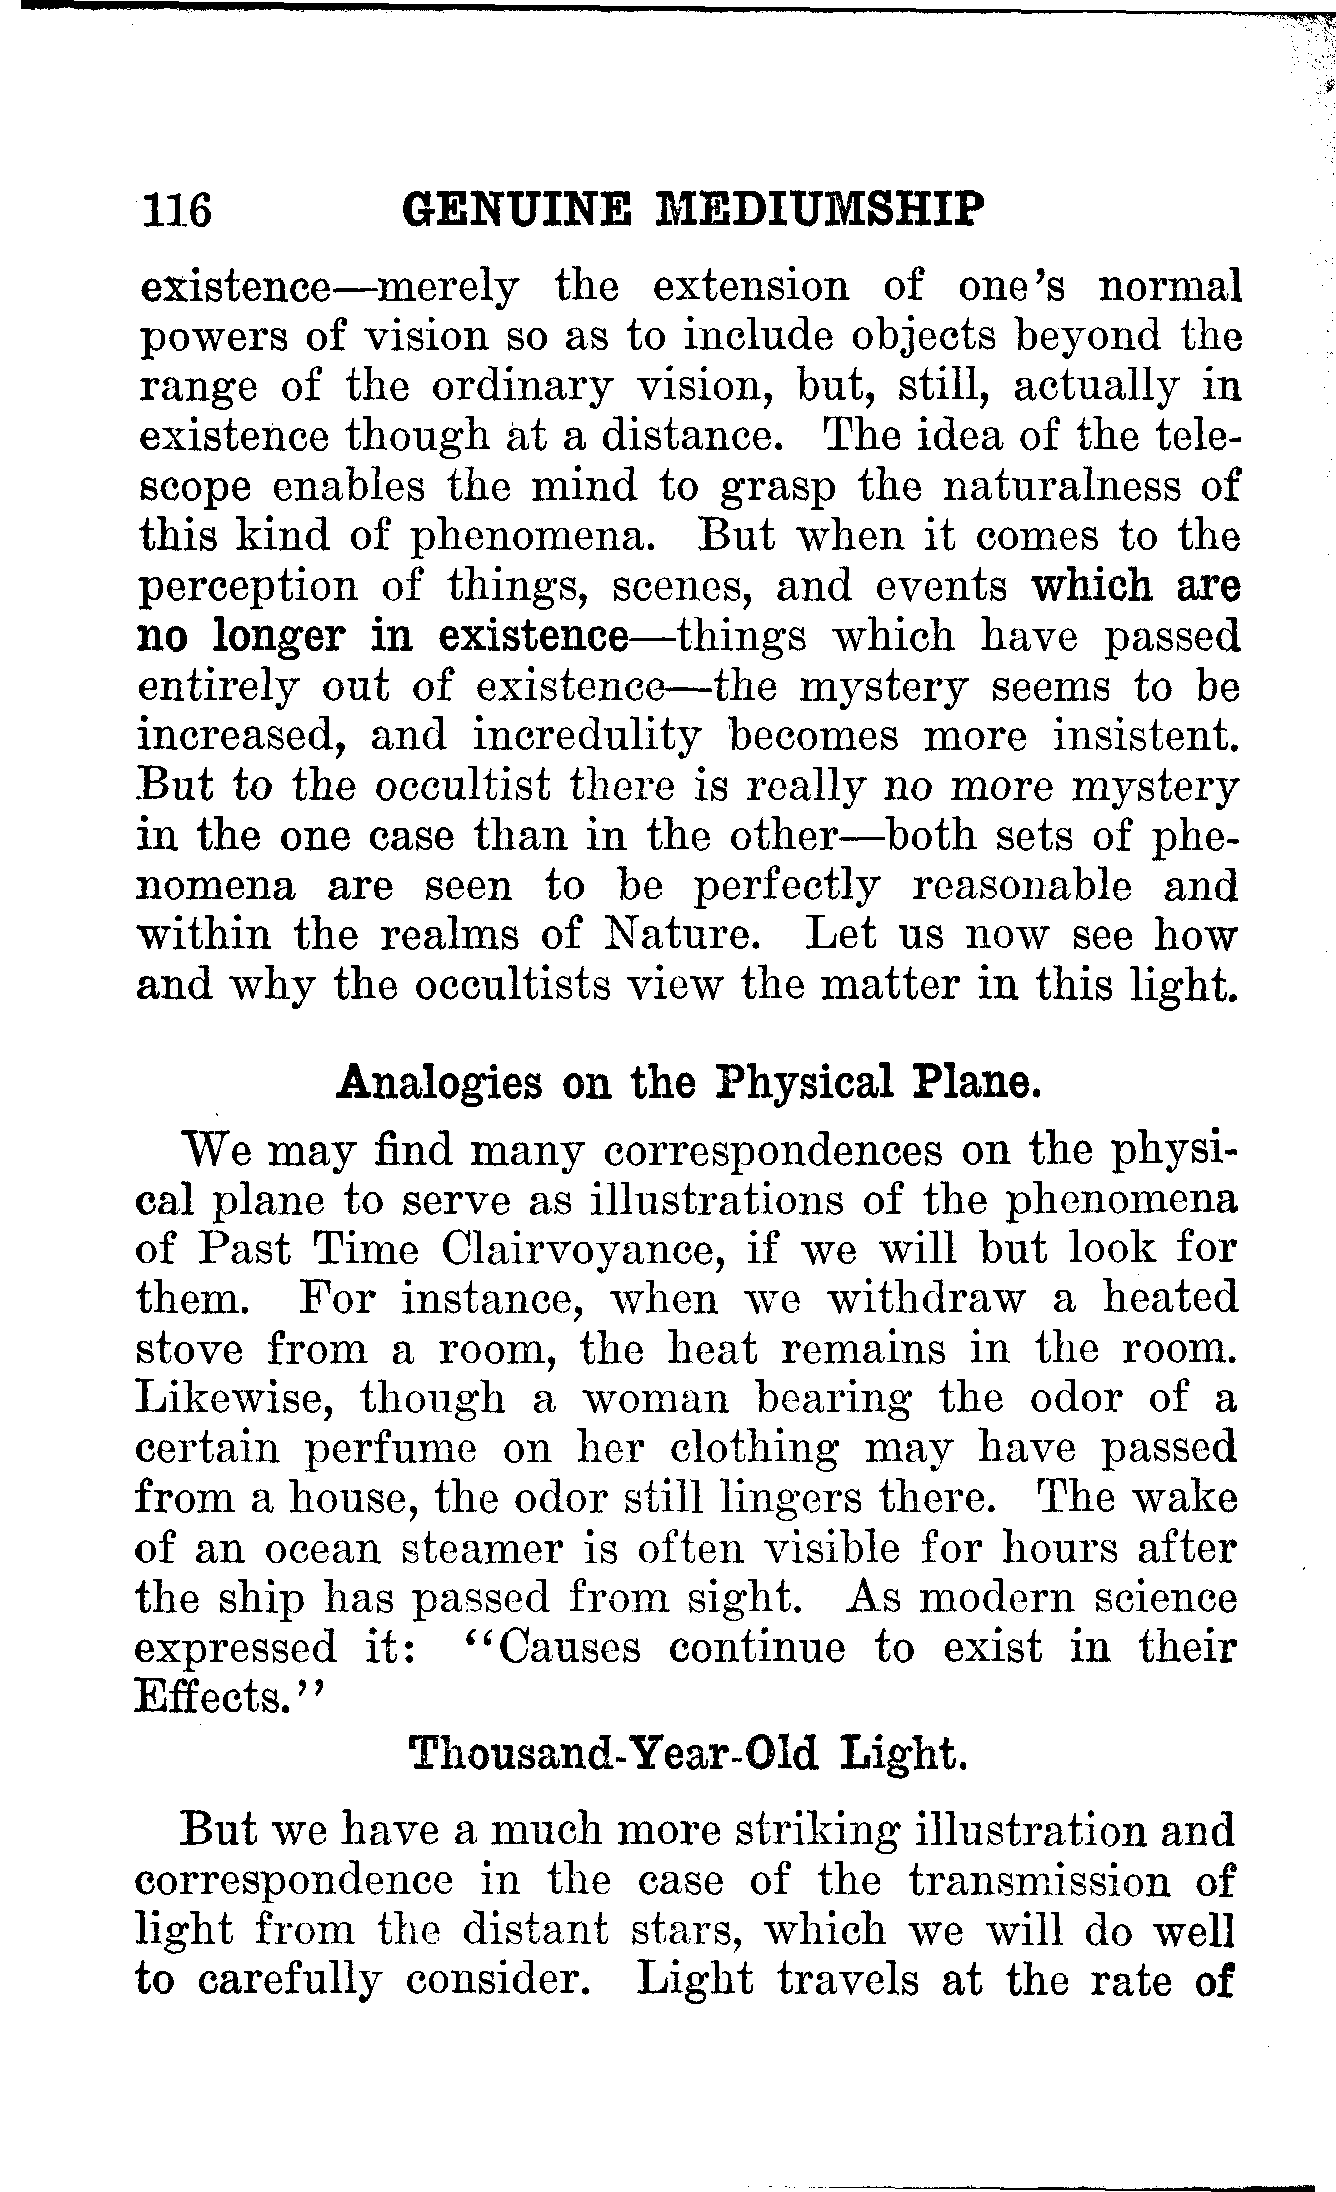 116 GENUINE MEDIUMSHIP
existence—merely the extension of one's normal
powers of vision so as to include objects beyond the
range of the ordinary vision, but, still, actually in
existence though at a distance. The idea of the tele-
scope enables the mind to grasp the naturalness of
this kind of phenomena. But when it comes to the
perception of things, scenes, and events which are
no longer in existence—things which have passed
entirely out of existence—the mystery seems to be
increased, and incredulity becomes more insistent.
But to the occultist there is really no more mystery
in the one case than in the other—both sets of phe-
nomena are seen to be perfectly reasonable and
within the realms of Nature. Let us now see how
and why the occultists view the matter in this light.
Analogies on the Physical Plane.
We may find many correspondences on the physi-
cal plane to serve as illustrations of the phenomena
of Past Time Clairvoyance, if we will but look for
them. For instance, when we withdraw a heated
stove from a room, the heat remains in the room.
Likewise, though a woman bearing the odor of a
certain perfume on her clothing may have passed
from a house, the odor still lingers there. The wake
of an ocean steamer is often visible for hours after
the ship has passed from sight. As modern science
expressed it: "Causes continue to exist in their
Effects."
Thousand-Year-Old Light.
But we have a much more striking illustration and
correspondence in the case of the transmission of
light from the distant stars, which we will do well
to carefully consider. Light travels at the rate of